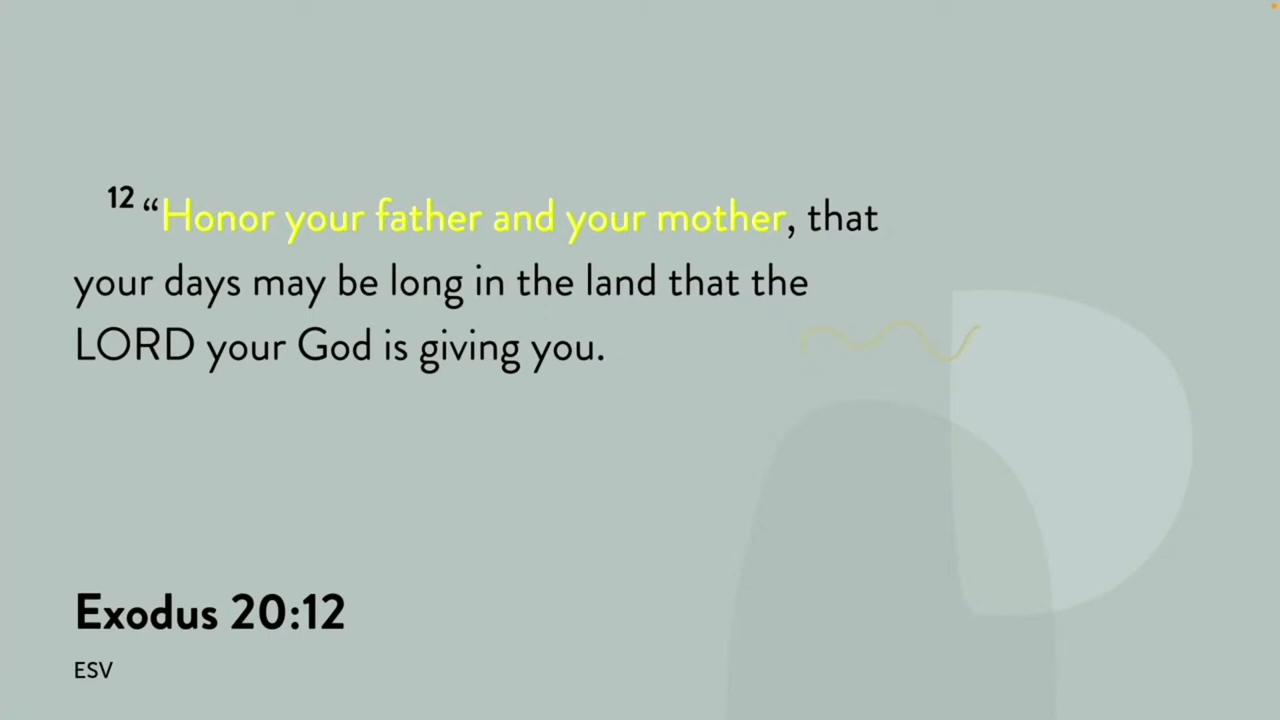 12 “Honor your father and your mother, that
your days may be long in the land that the
LORD your God is giving you.
Exodus 20:12
ESV